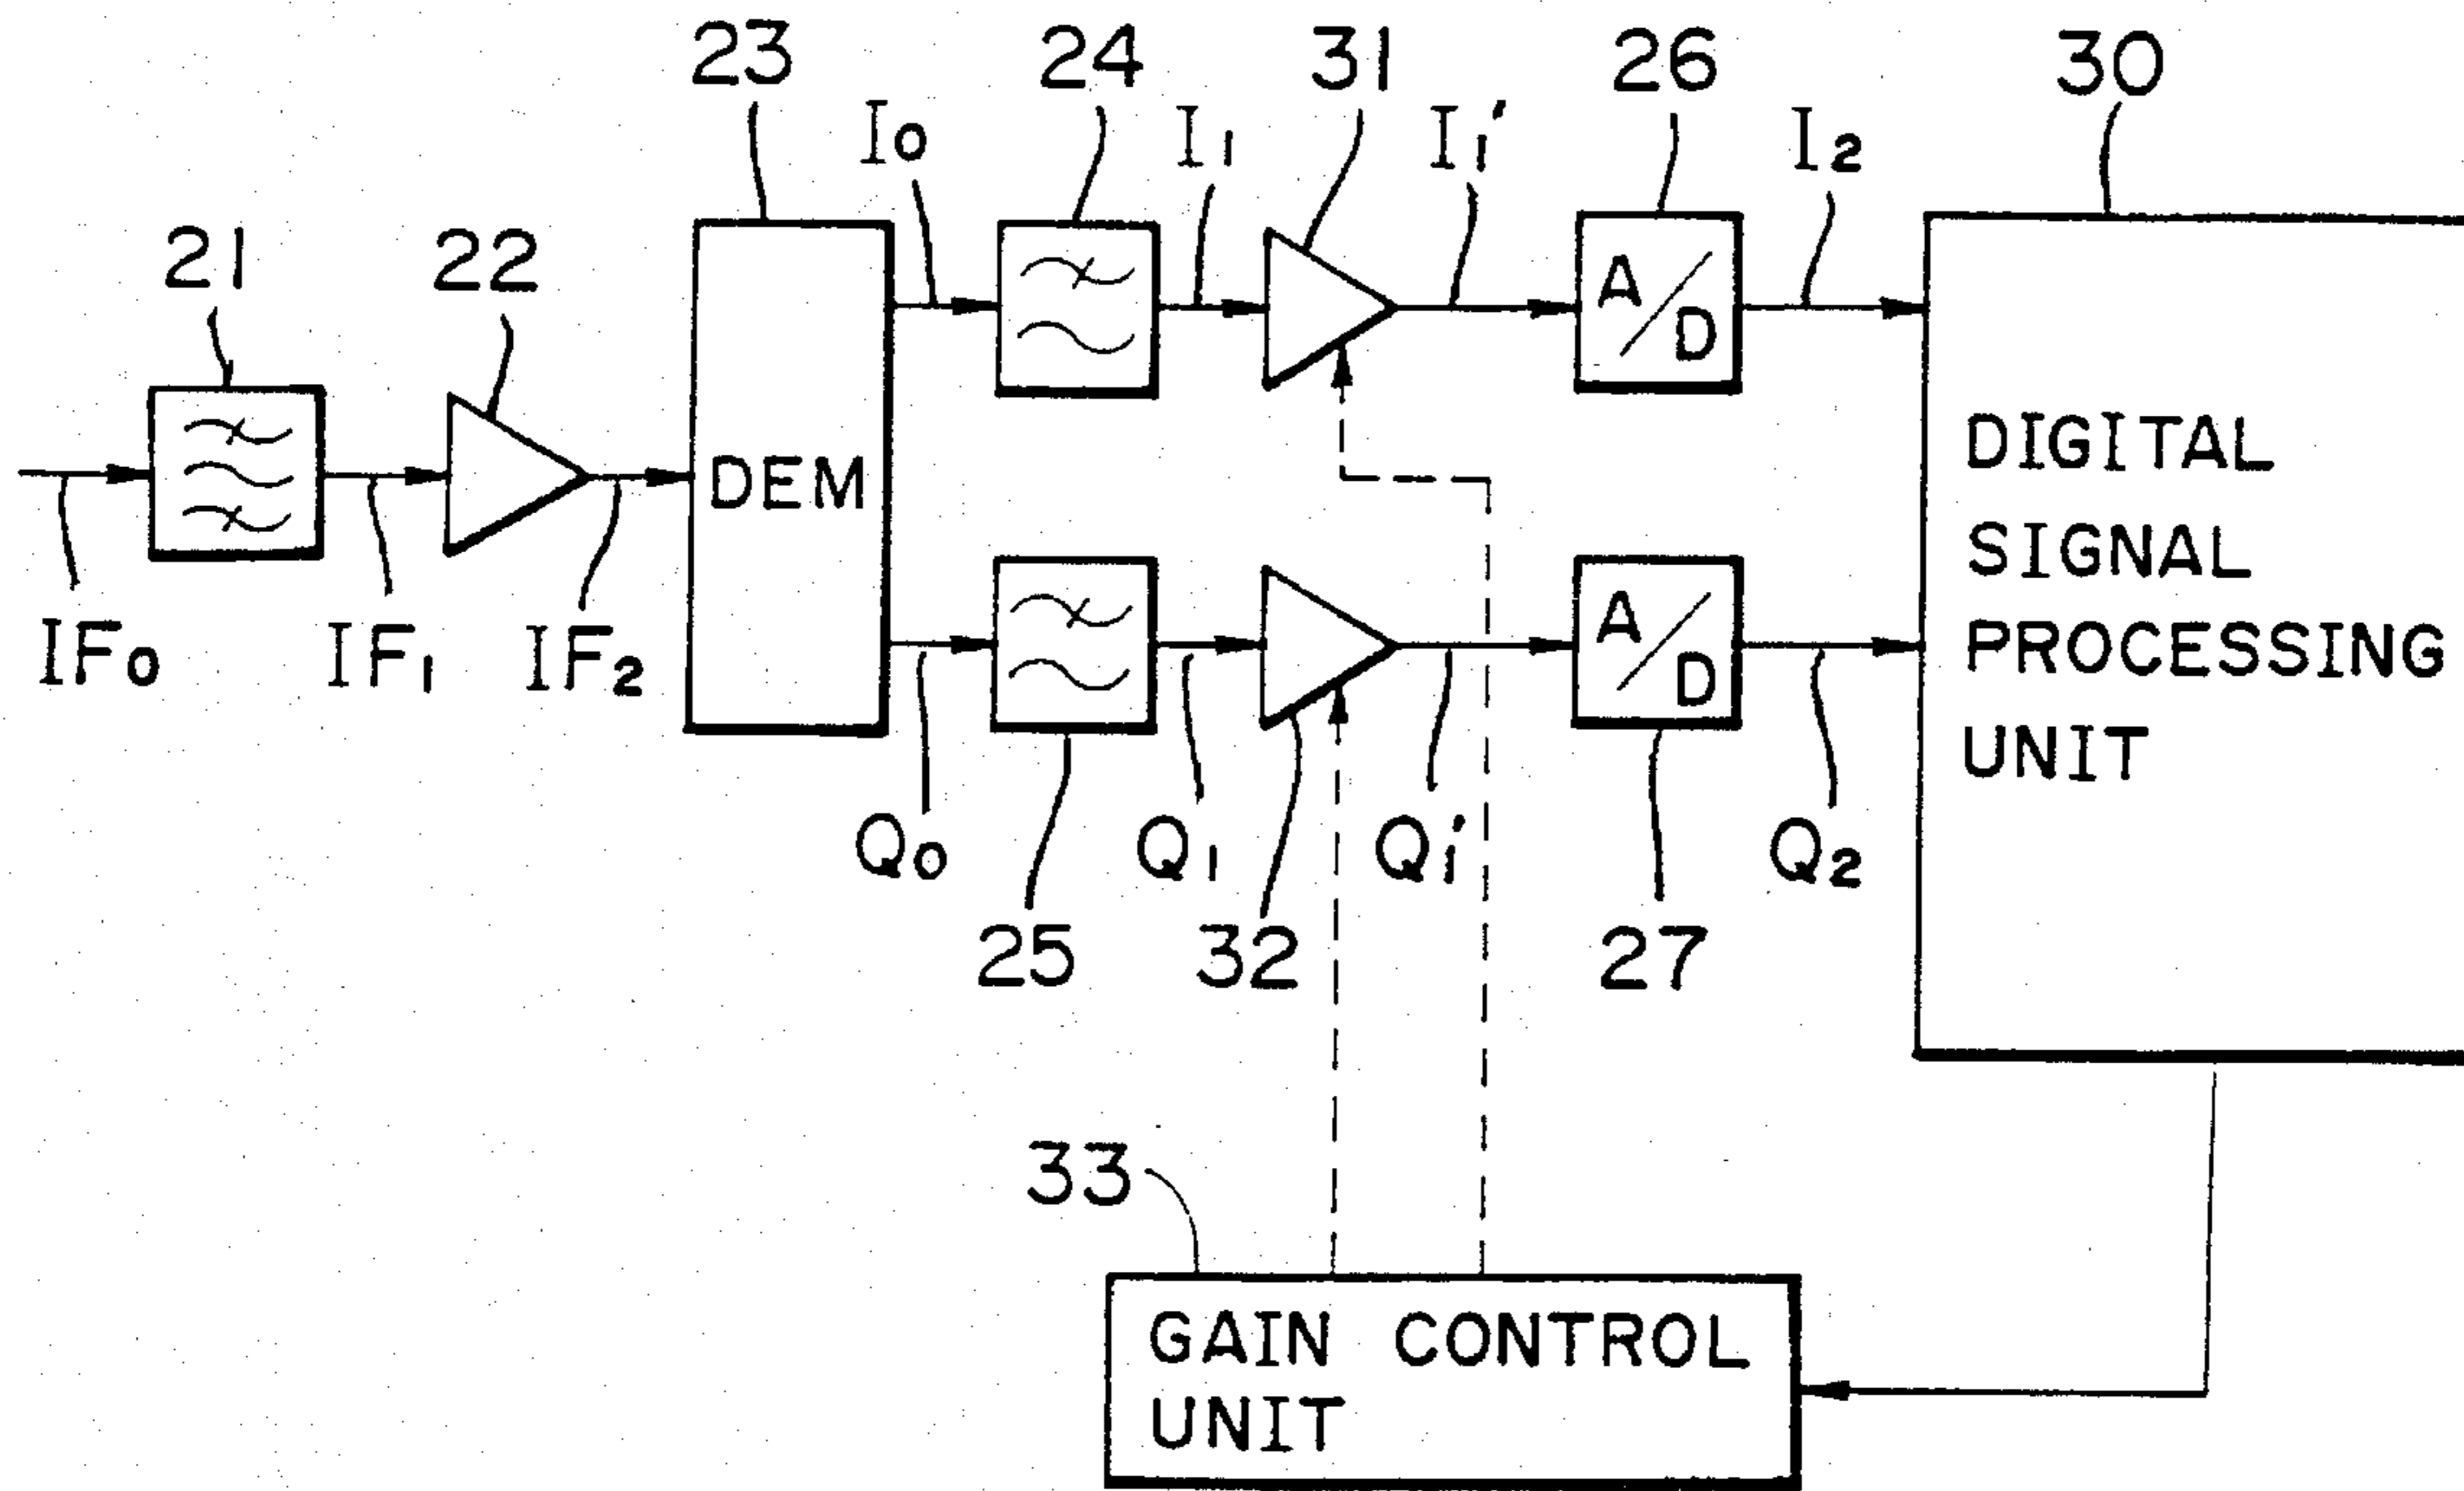 23
24
31
26
30
I0
I1
I1'
I2
21
22
A/D
DIGITAL
SIGNAL
PROCESSING
UNIT
DEM
A/D
IF0
IF1
IF2
Q0
Q1
Q1'
Q2
25
32
27
33
GAIN CONTROL
UNIT